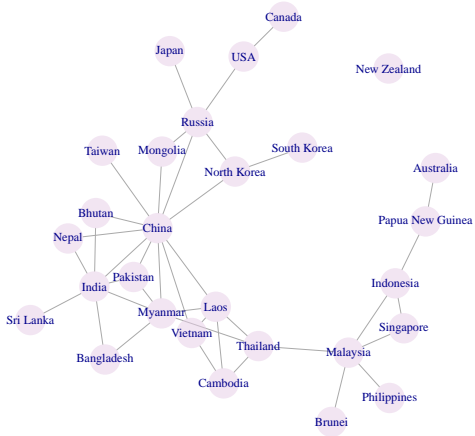 Canada
Japan
USA
New Zealand
Russia
Taiwan
Mongolia
South Korea
North Korea
Australia
Bhutan
Papua New Guinea
China
Nepal
Pakistan
India
Indonesia
Laos
Myanmar
Sri Lanka
Singapore
Vietnam
Thailand
Malaysia
Bangladesh
Cambodia
Philippines
Brunei